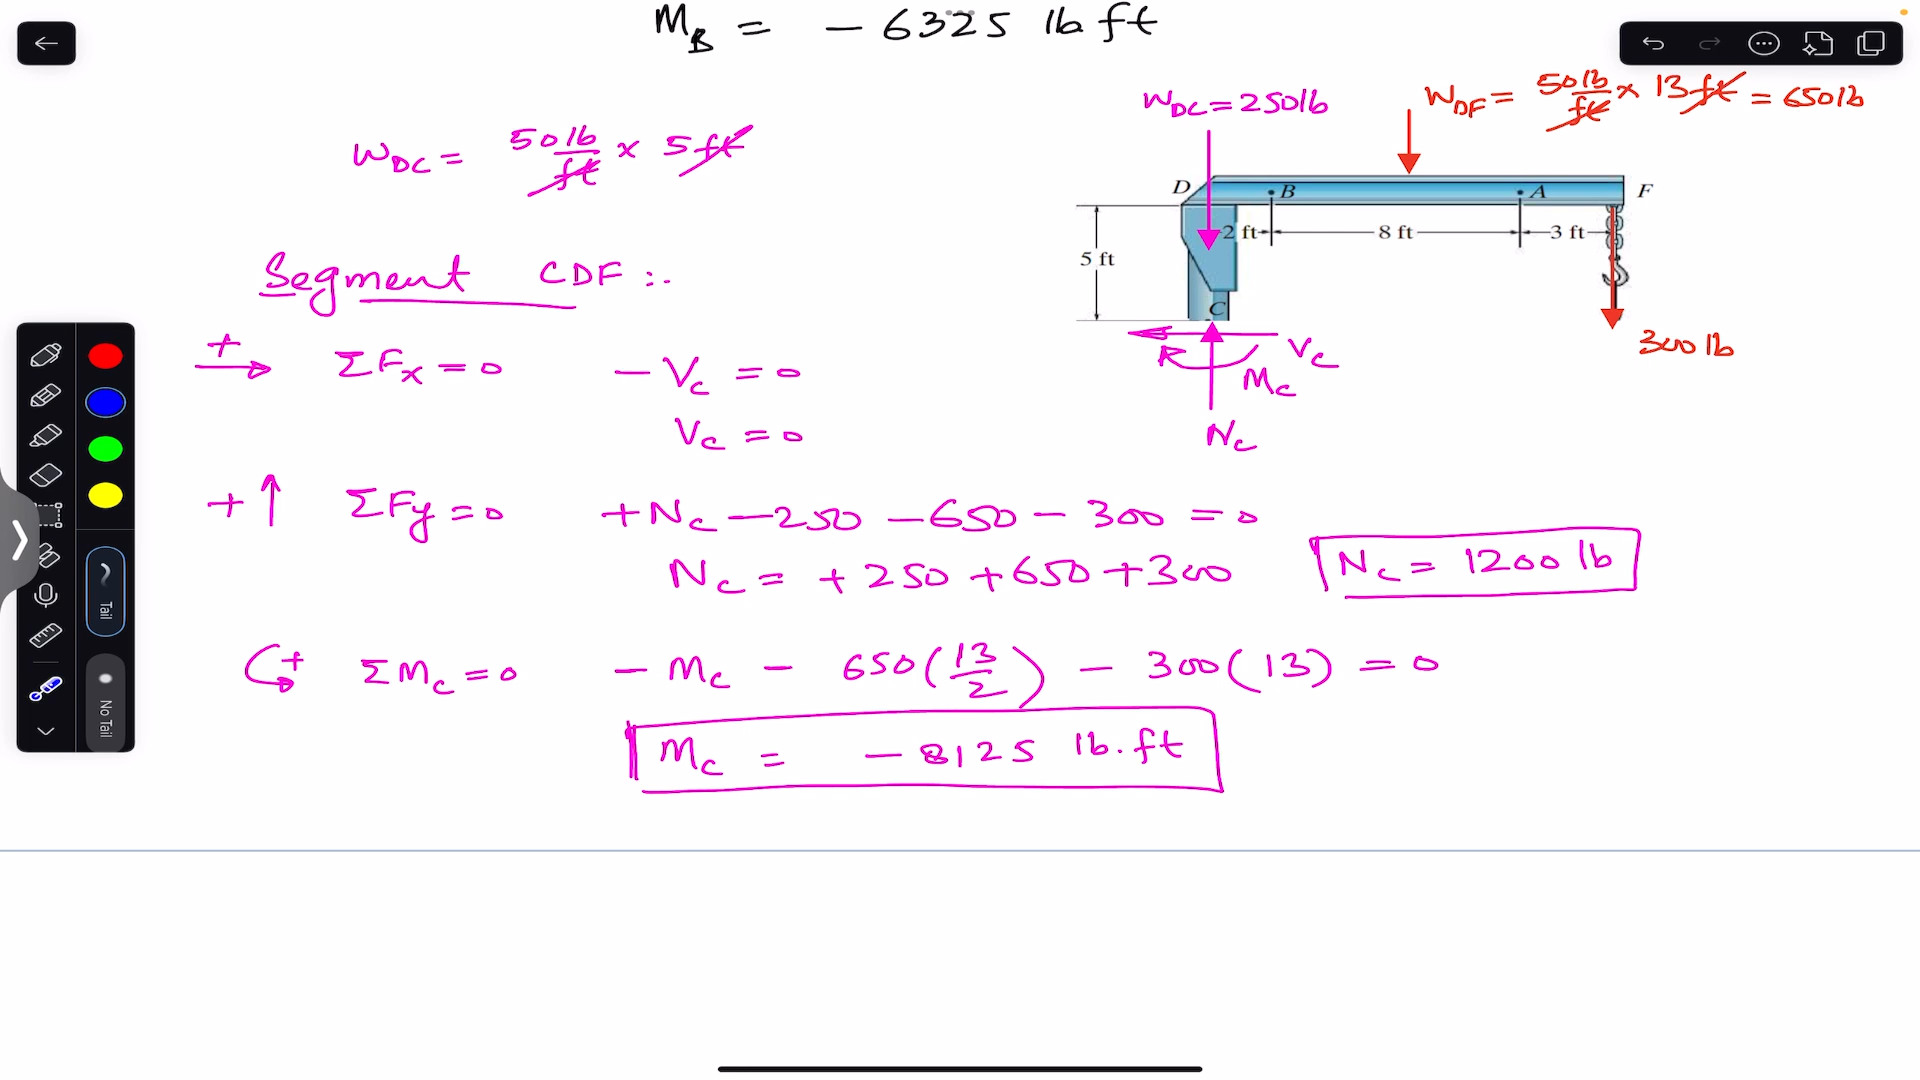 M_B = - 6325 lb ft
W_DC = 250lb
W_DF = 50lb/ft x 13ft = 650lb
W_DC = 50lb/ft x 5ft
D
B
A
F
2 ft
8 ft
3 ft
5 ft
C
Segment CDF :-
300 lb
V_C
M_C
N_C
+ → ΣFx = 0 - V_C = 0
V_C = 0
+↑ ΣFy = 0 + N_C - 250 - 650 - 300 = 0
N_C = + 250 + 650 + 300
N_C = 1200 lb
+ ΣM_C = 0 - M_C - 650(13/2) - 300(13) = 0
M_C = - 8125 lb.ft
Tail
No Tail